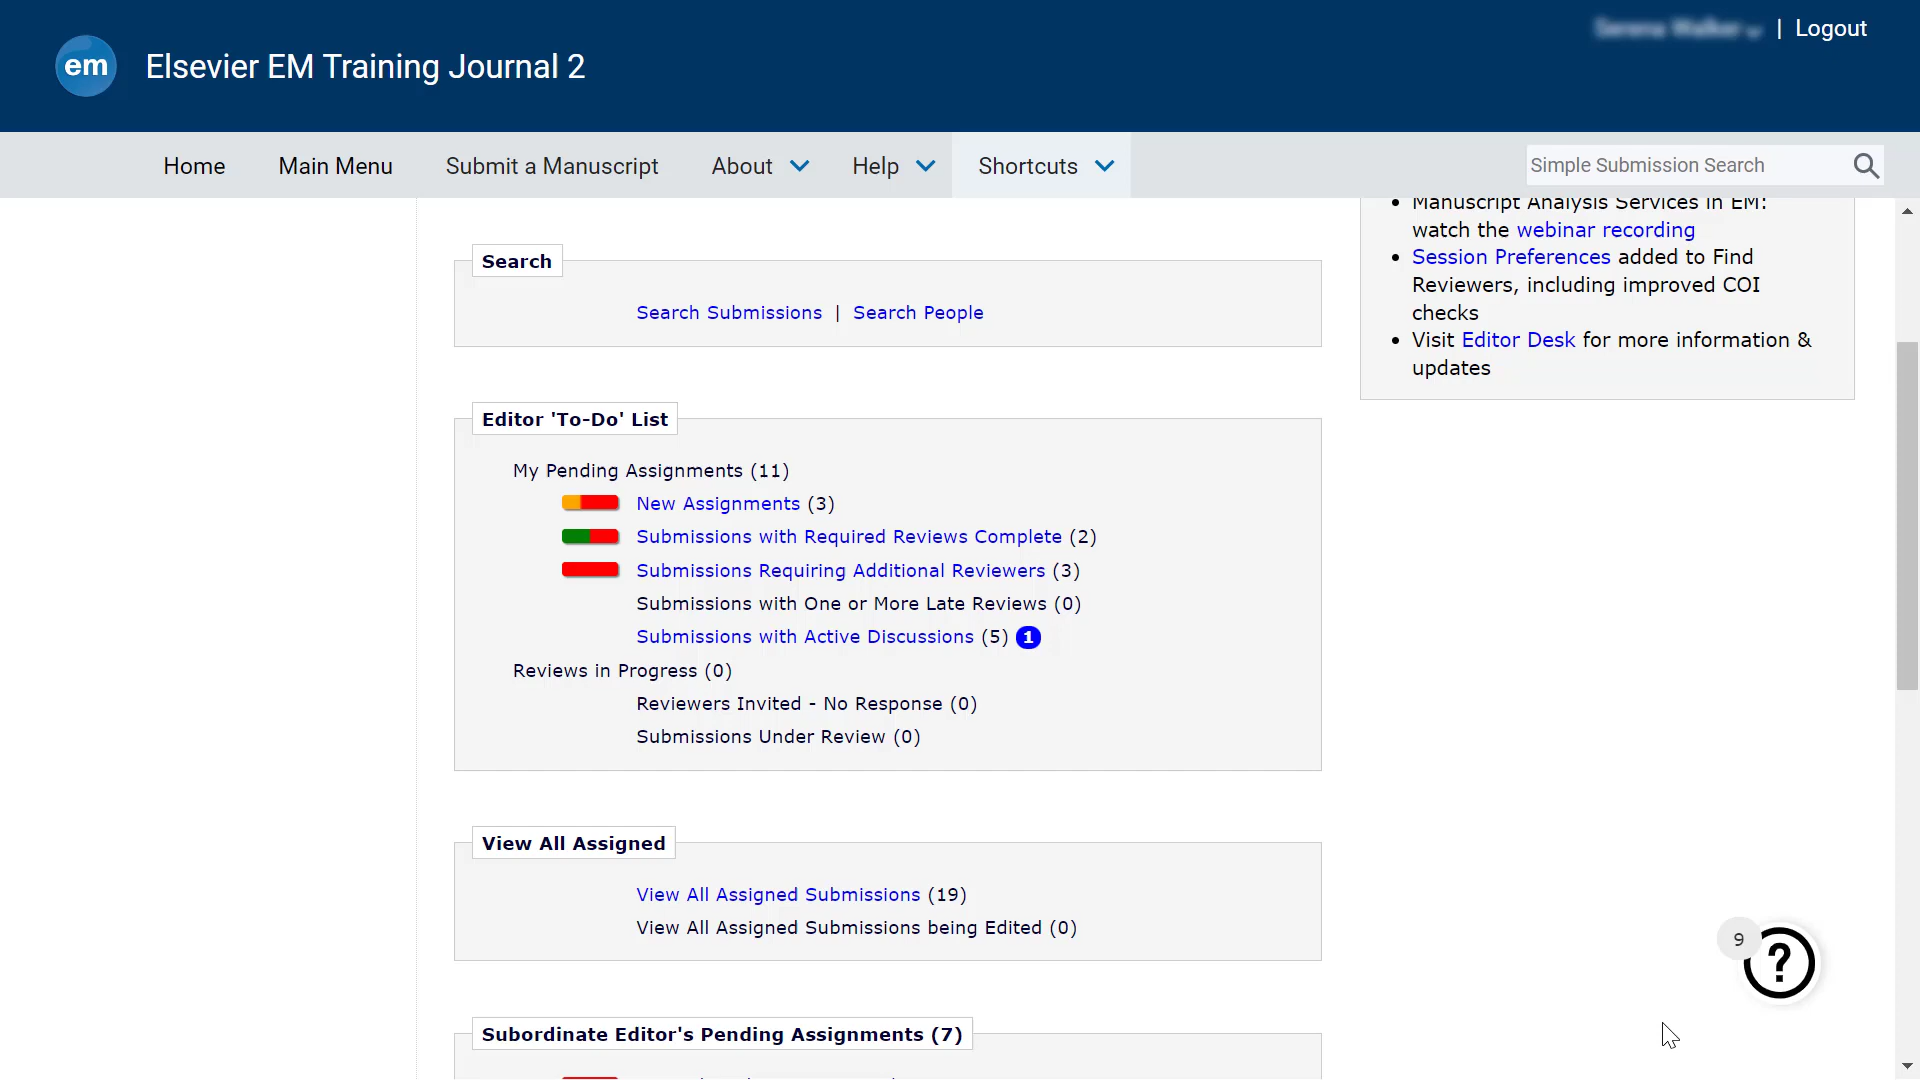 | Logout
em Elsevier EM Training Journal 2
Home Main Menu Submit a Manuscript About Help Shortcuts Simple Submission Search
Manuscript Analysis Services in EM:
watch the webinar recording
Session Preferences added to Find
Reviewers, including improved COI
checks
Visit Editor Desk for more information &
updates
Search
Search Submissions | Search People
Editor 'To-Do' List
My Pending Assignments (11)
New Assignments (3)
Submissions with Required Reviews Complete (2)
Submissions Requiring Additional Reviewers (3)
Submissions with One or More Late Reviews (0)
Submissions with Active Discussions (5) 1
Reviews in Progress (0)
Reviewers Invited - No Response (0)
Submissions Under Review (0)
View All Assigned
View All Assigned Submissions (19)
View All Assigned Submissions being Edited (0)
9
?
Subordinate Editor's Pending Assignments (7)